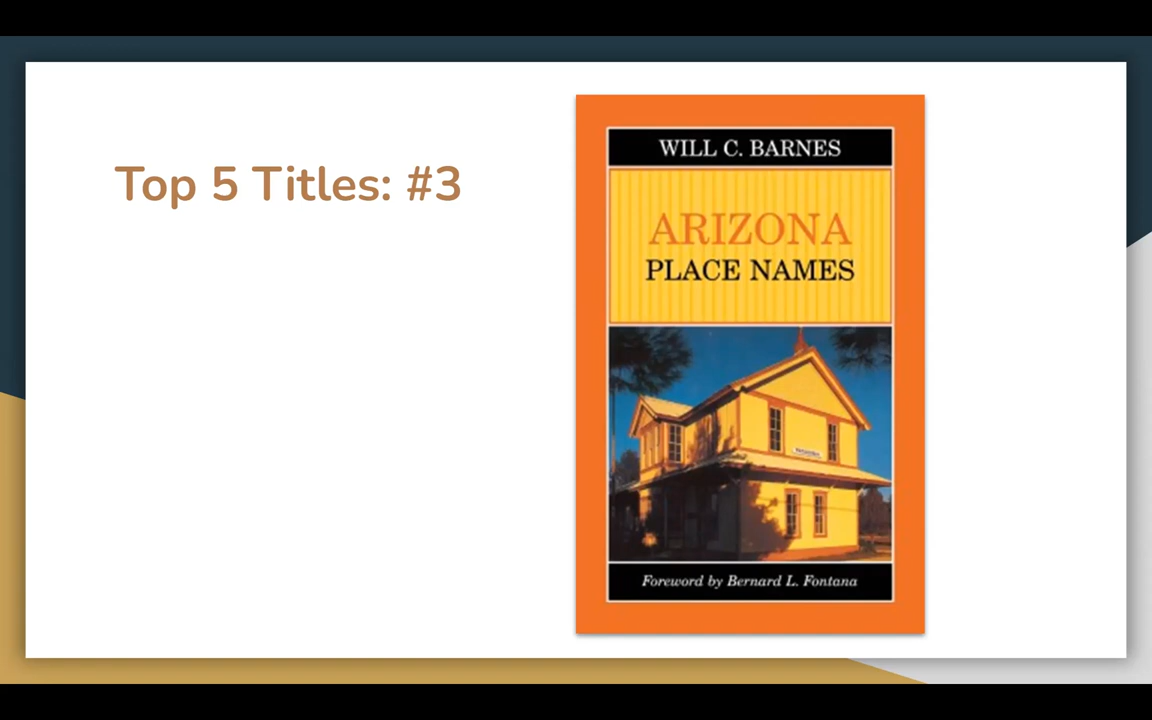 Top 5 Titles: #3
WILL C. BARNES
ARIZONA
PLACE NAMES
Foreword by Bernard L. Fontana